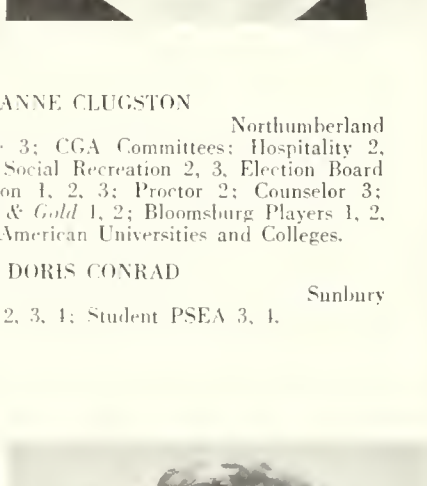 ANNE CLUGSTON
Northumberland
3; CGA Committees: Hospitality 2,
Social Recreation 2, 3, Election Board
on 1, 2, 3; Proctor 2; Counselor 3;
& Gold 1, 2; Bloomsburg Players 1, 2,
American Universities and Colleges.
DORIS CONRAD
Sunbury
2, 3, 4; Student PSEA 3, 4.